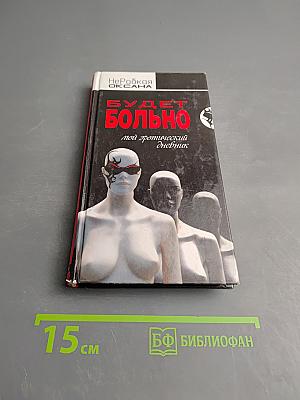 НеРобкая
ОКСАНА
БУДЕТ
БОЛЬНО
мой эротический
дневник
15 см
БФ БИБЛИОФАН